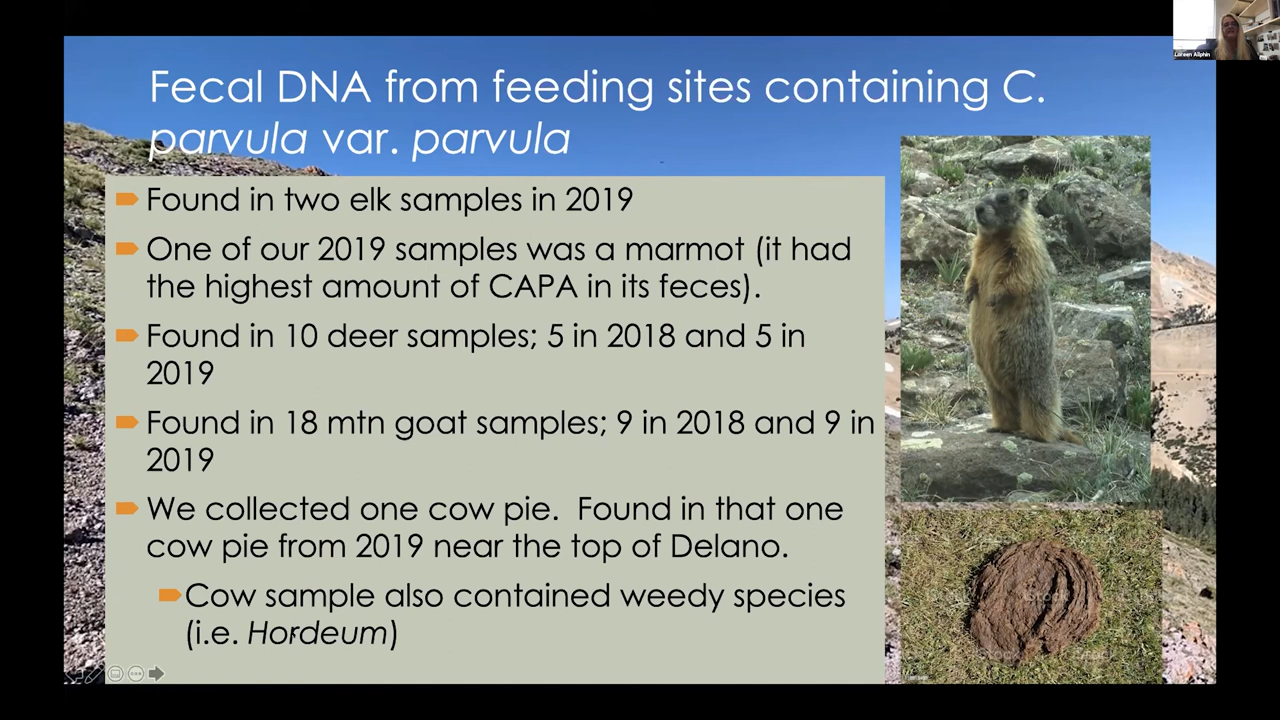 Loreen Allphin
Fecal DNA from feeding sites containing C.
parvula var. parvula
Found in two elk samples in 2019
One of our 2019 samples was a marmot (it had
the highest amount of CAPA in its feces).
Found in 10 deer samples; 5 in 2018 and 5 in
2019
Found in 18 mtn goat samples; 9 in 2018 and 9 in
2019
We collected one cow pie.  Found in that one
cow pie from 2019 near the top of Delano.
Cow sample also contained weedy species
(i.e. Hordeum)
iStock